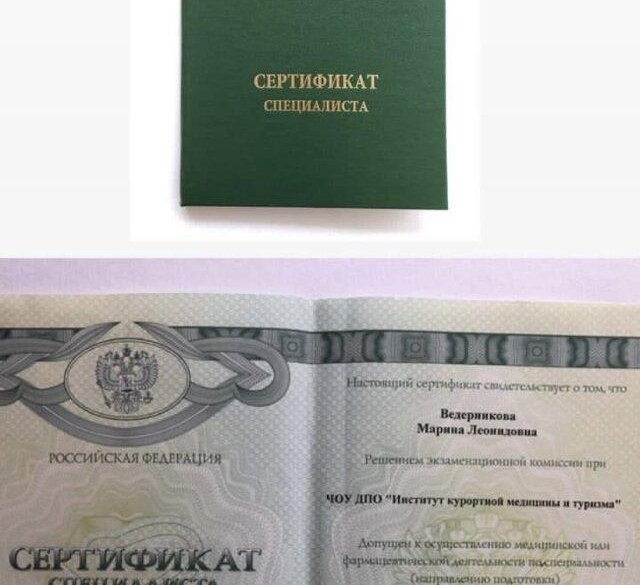 СЕРТИФИКАТ
СПЕЦИАЛИСТА
РОССИЙСКАЯ ФЕДЕРАЦИЯ
СЕРТИФИКАТ
СПЕЦИАЛИСТА
Настоящий сертификат свидетельствует о том, что
Ведерникова
Марина Леонидовна
Решением экзаменационной комиссии при
ЧОУ ДПО "Институт курортной медицины и туризма"
Допущен к осуществлению медицинской или
фармацевтической деятельности по специальности
(направлению подготовки)